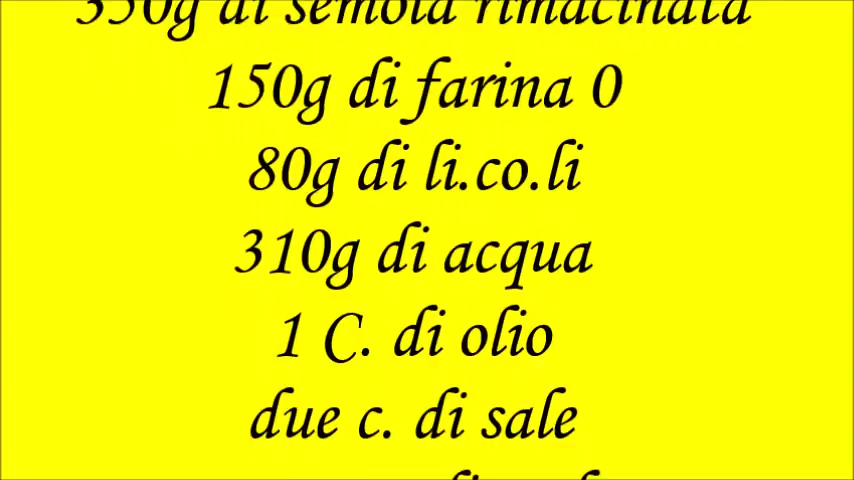 350g di semola rimacinata
150g di farina 0
80g di li.co.li
310g di acqua
1 C. di olio
due c. di sale